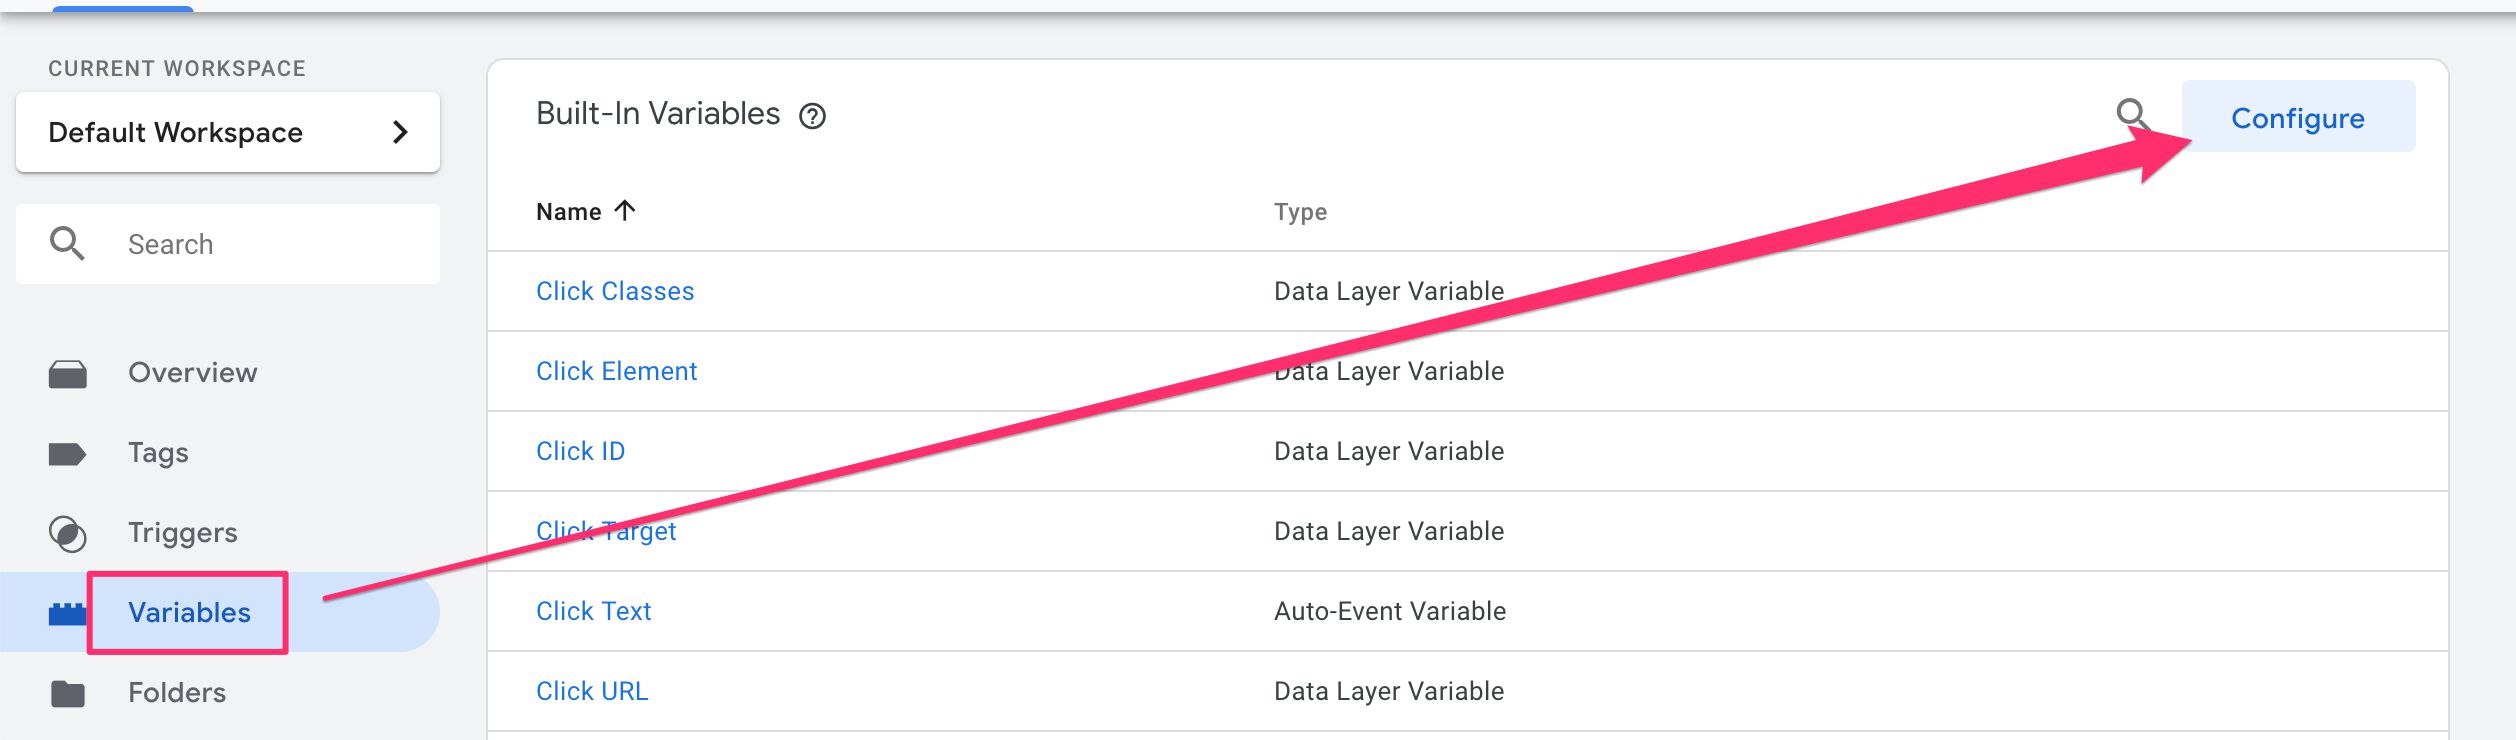 CURRENT WORKSPACE
Default Workspace
Search
Overview
Tags
Triggers
Variables
Folders
Built-In Variables
Configure
Name Type
Click Classes Data Layer Variable
Click Element Data Layer Variable
Click ID Data Layer Variable
Click Target Data Layer Variable
Click Text Auto-Event Variable
Click URL Data Layer Variable